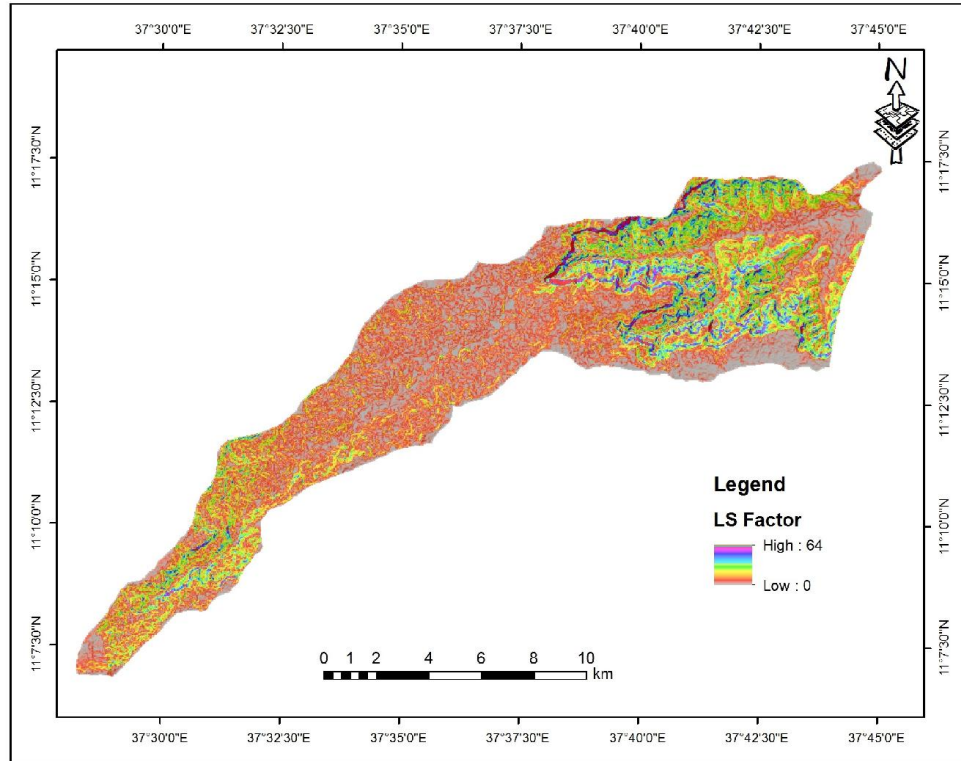 37°30'0"E 37°32'30"E 37°35'0"E 37°37'30"E 37°40'0"E 37°42'30"E 37°45'0"E
N
11°17'30"N 11°17'30"N
11°15'0"N 11°15'0"N
11°12'30"N 11°12'30"N
11°10'0"N 11°10'0"N
11°7'30"N 11°7'30"N
Legend
LS Factor
High : 64
Low : 0
0 1 2 4 6 8 10
km
37°30'0"E 37°32'30"E 37°35'0"E 37°37'30"E 37°40'0"E 37°42'30"E 37°45'0"E